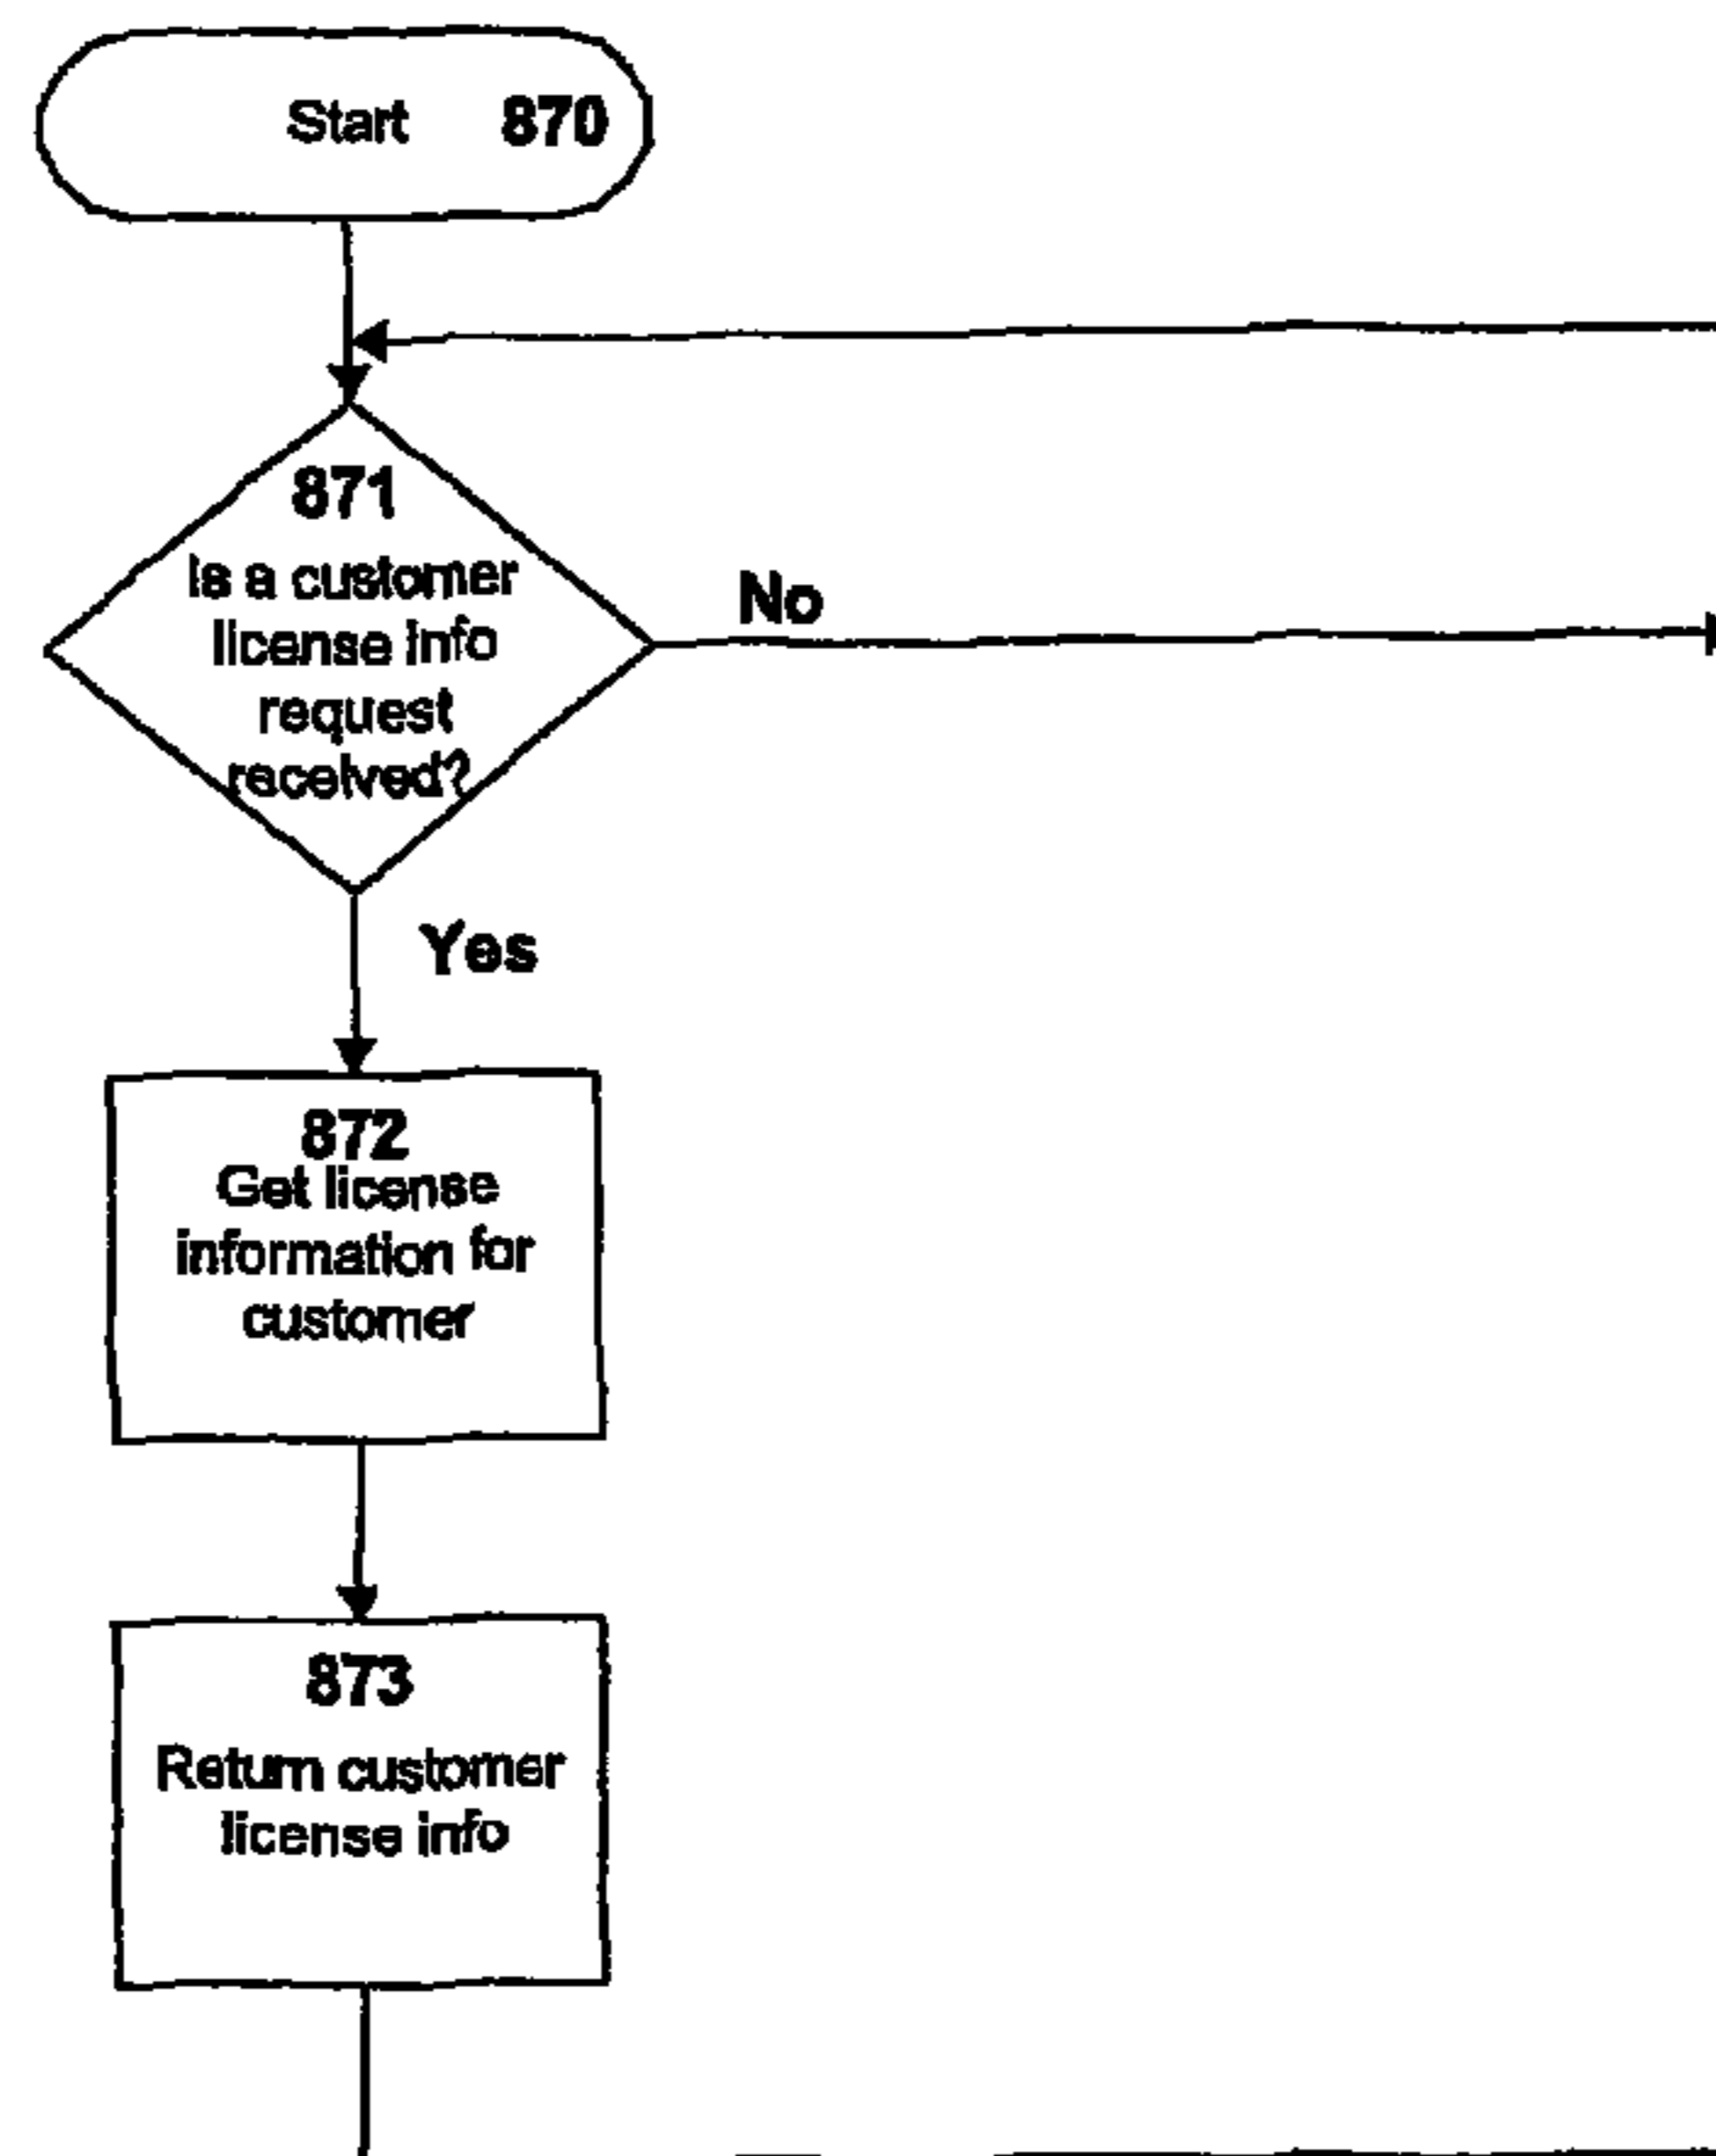 Start 870
871
Is a customer
license info
request
received?
No
Yes
872
Get license
information for
customer
873
Return customer
license info